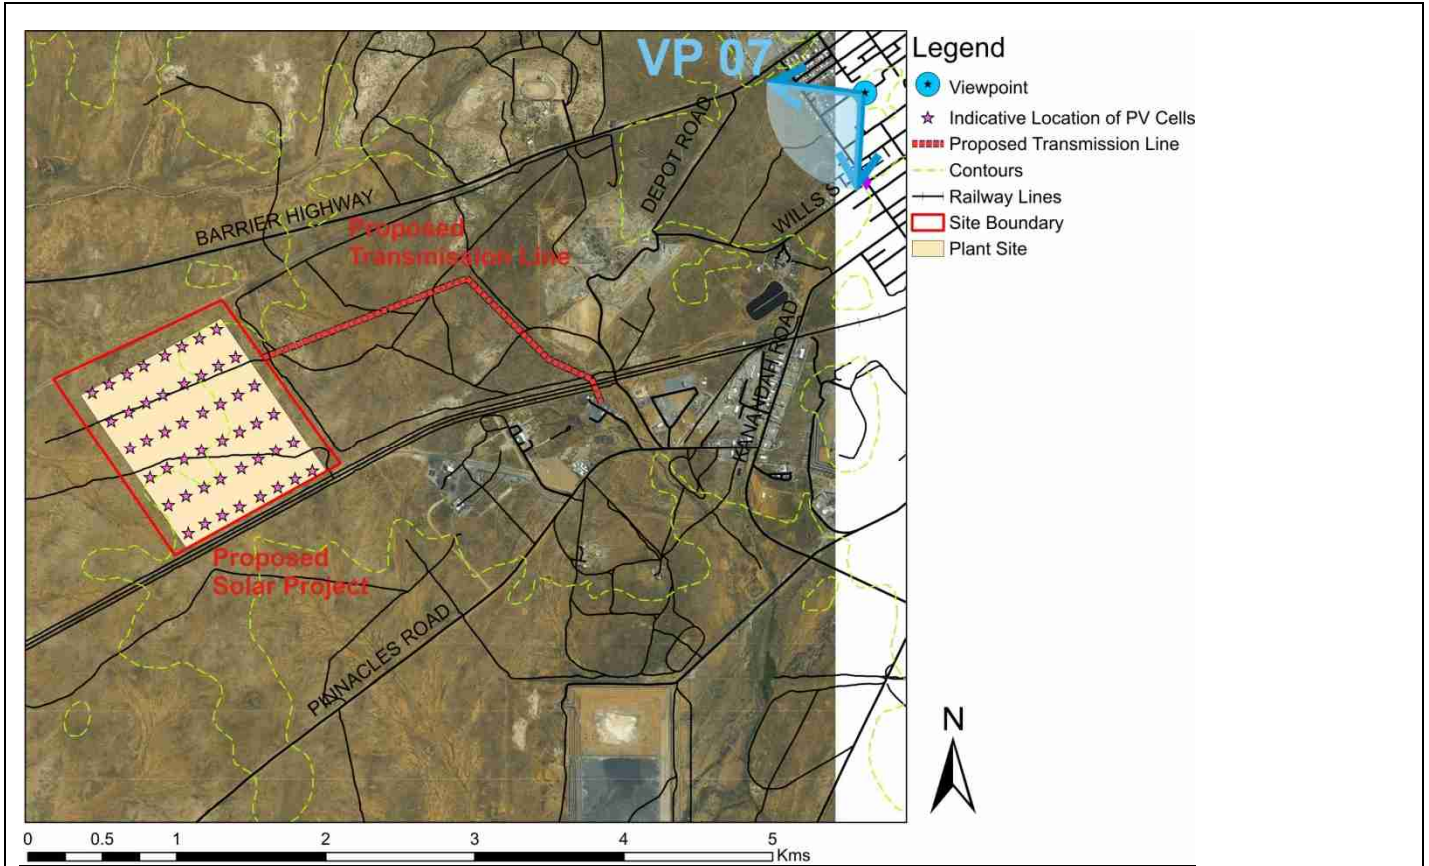 VP 07
Legend
Viewpoint
Indicative Location of PV Cells
Proposed Transmission Line
Contours
Railway Lines
Site Boundary
Plant Site
DEPOT ROAD
WILLS ST
BARRIER HIGHWAY
Proposed
Transmission Line
KANANDAH ROAD
Proposed
Solar Project
PINNACLES ROAD
N
0 0.5 1 2 3 4 5
Kms